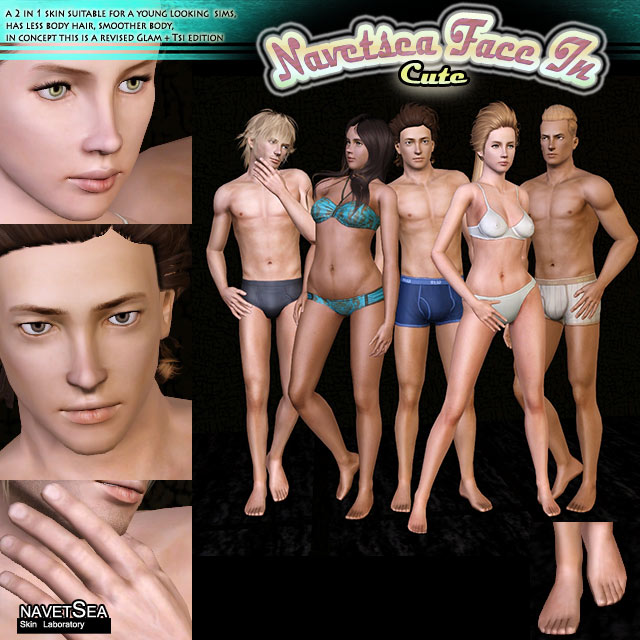 A 2 IN 1 SKIN SUITABLE FOR A YOUNG LOOKING SIMS,
HAS LESS BODY HAIR, SMOOTHER BODY,
IN CONCEPT THIS IS A REVISED GLAM + TSI EDITION
Navetsea Face In
Cute
NAVETSEA
Skin Laboratory